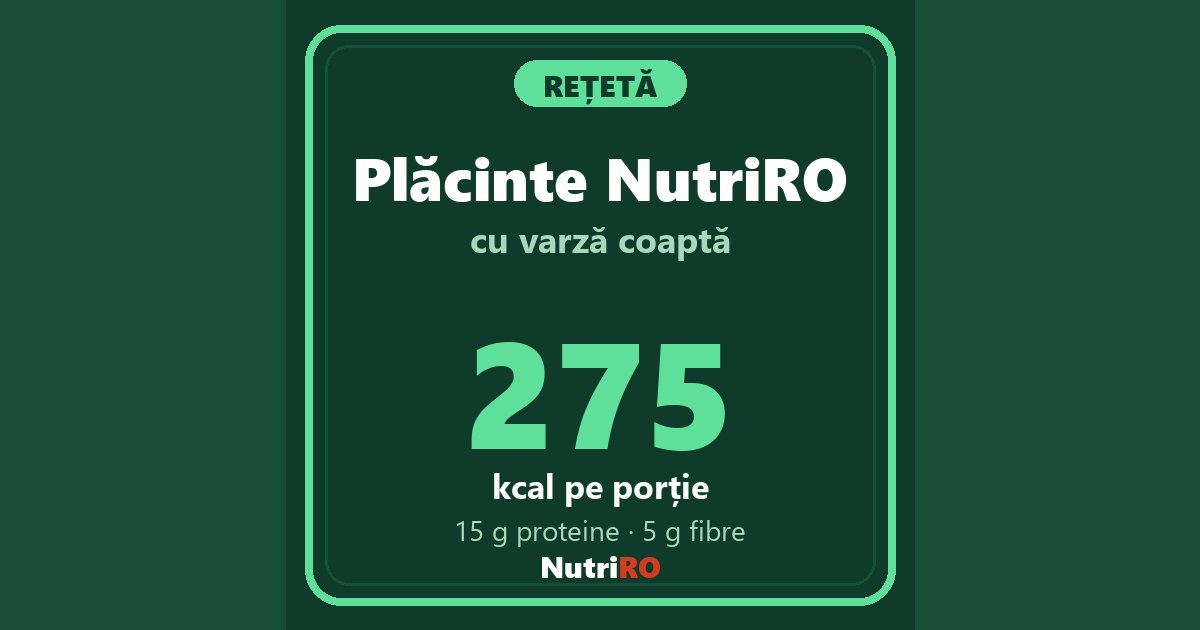 REȚETĂ
Plăcinte NutriRO
cu varză coaptă
275
kcal pe porție
15 g proteine · 5 g fibre
NutriRO